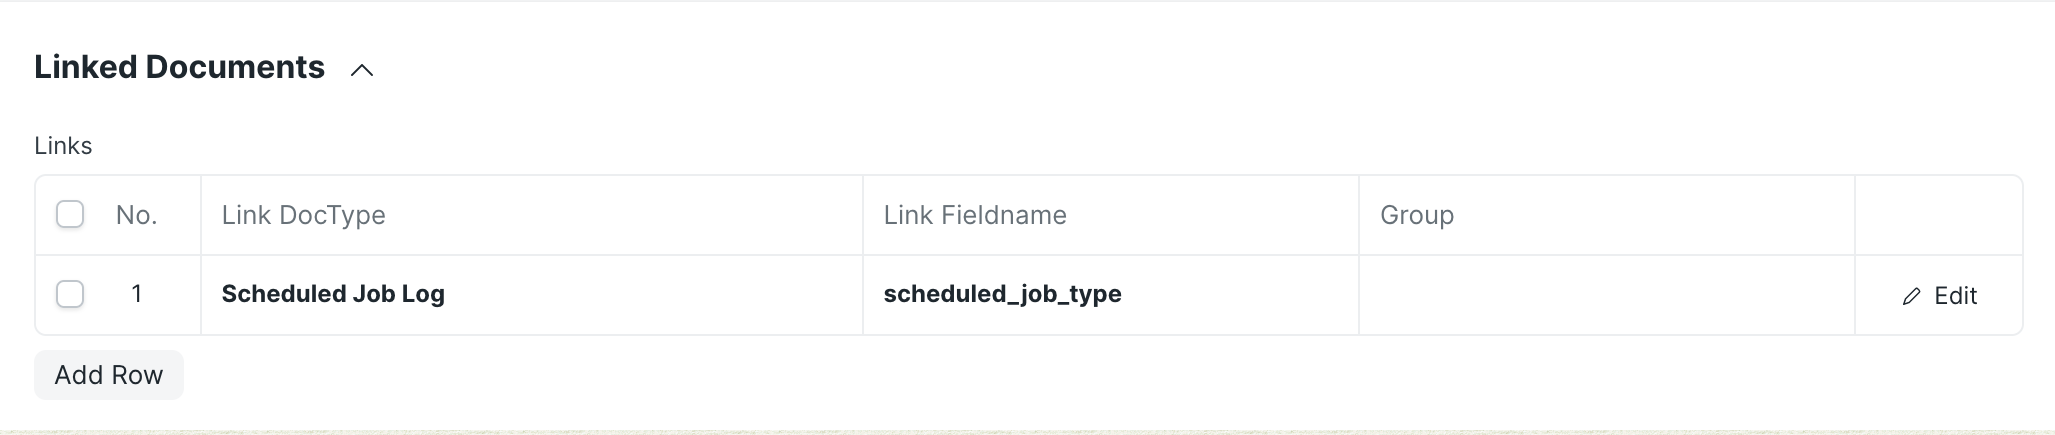 Linked Documents
Links
No. Link DocType Link Fieldname Group
1 Scheduled Job Log scheduled_job_type Edit
Add Row